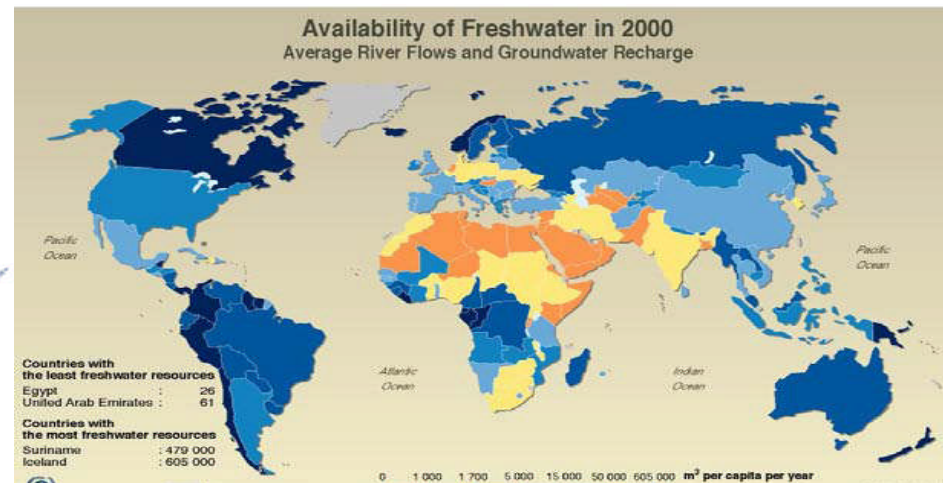 Availability of Freshwater in 2000
Average River Flows and Groundwater Recharge
Pacific
Ocean
Pacific
Ocean
Atlantic
Ocean
Indian
Ocean
Countries with
the least freshwater resources
Egypt : 26
United Arab Emirates : 61
Countries with
the most freshwater resources
Suriname : 479 000
Iceland : 605 000
0 1 000 1 700 5 000 15 000 50 000 605 000 m³ per capita per year